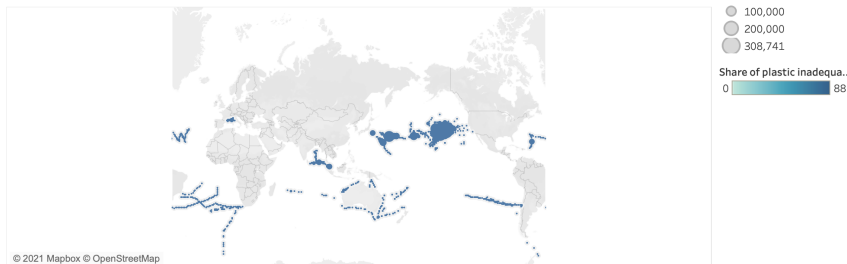 100,000
200,000
308,741
Share of plastic inadequa..
0 88
© 2021 Mapbox © OpenStreetMap